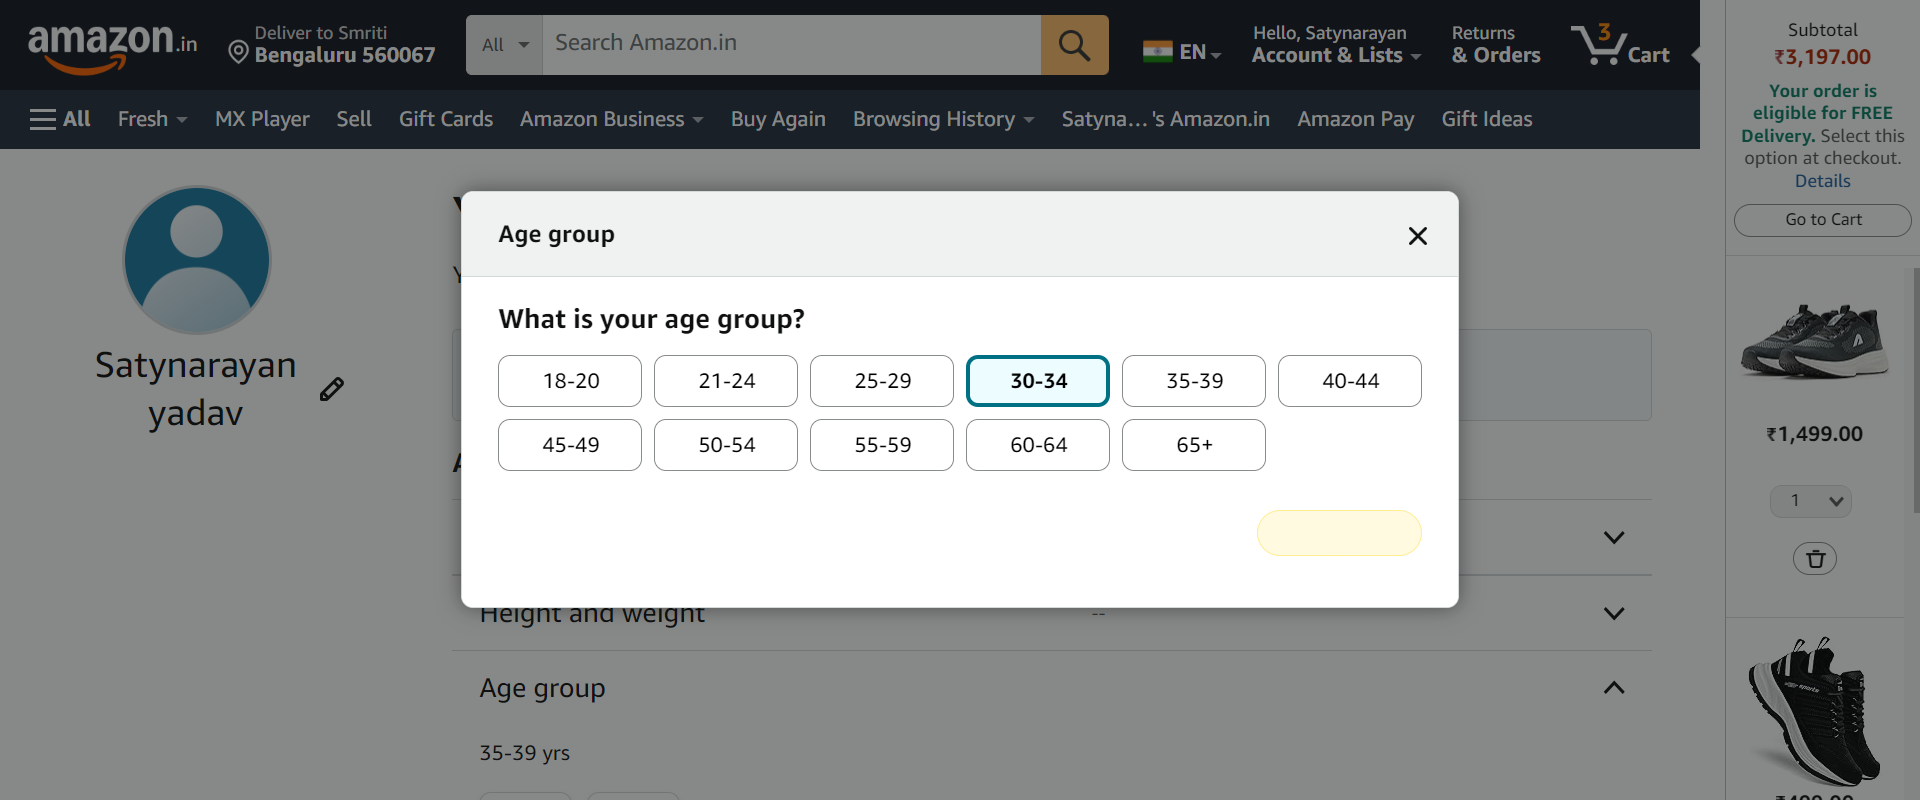 amazon.in
Deliver to Smriti
Bengaluru 560067
All
Search Amazon.in
EN
Hello, Satynarayan
Account & Lists
Returns
& Orders
3
Cart
All
Fresh
MX Player
Sell
Gift Cards
Amazon Business
Buy Again
Browsing History
Satyna... 's Amazon.in
Amazon Pay
Gift Ideas
Subtotal
₹3,197.00
Your order is
eligible for FREE
Delivery. Select this
option at checkout.
Details
Go to Cart
Satynarayan
yadav
Age group
What is your age group?
18-20
21-24
25-29
30-34
35-39
40-44
45-49
50-54
55-59
60-64
65+
₹1,499.00
1
Height and weight
--
Age group
35-39 yrs
sports